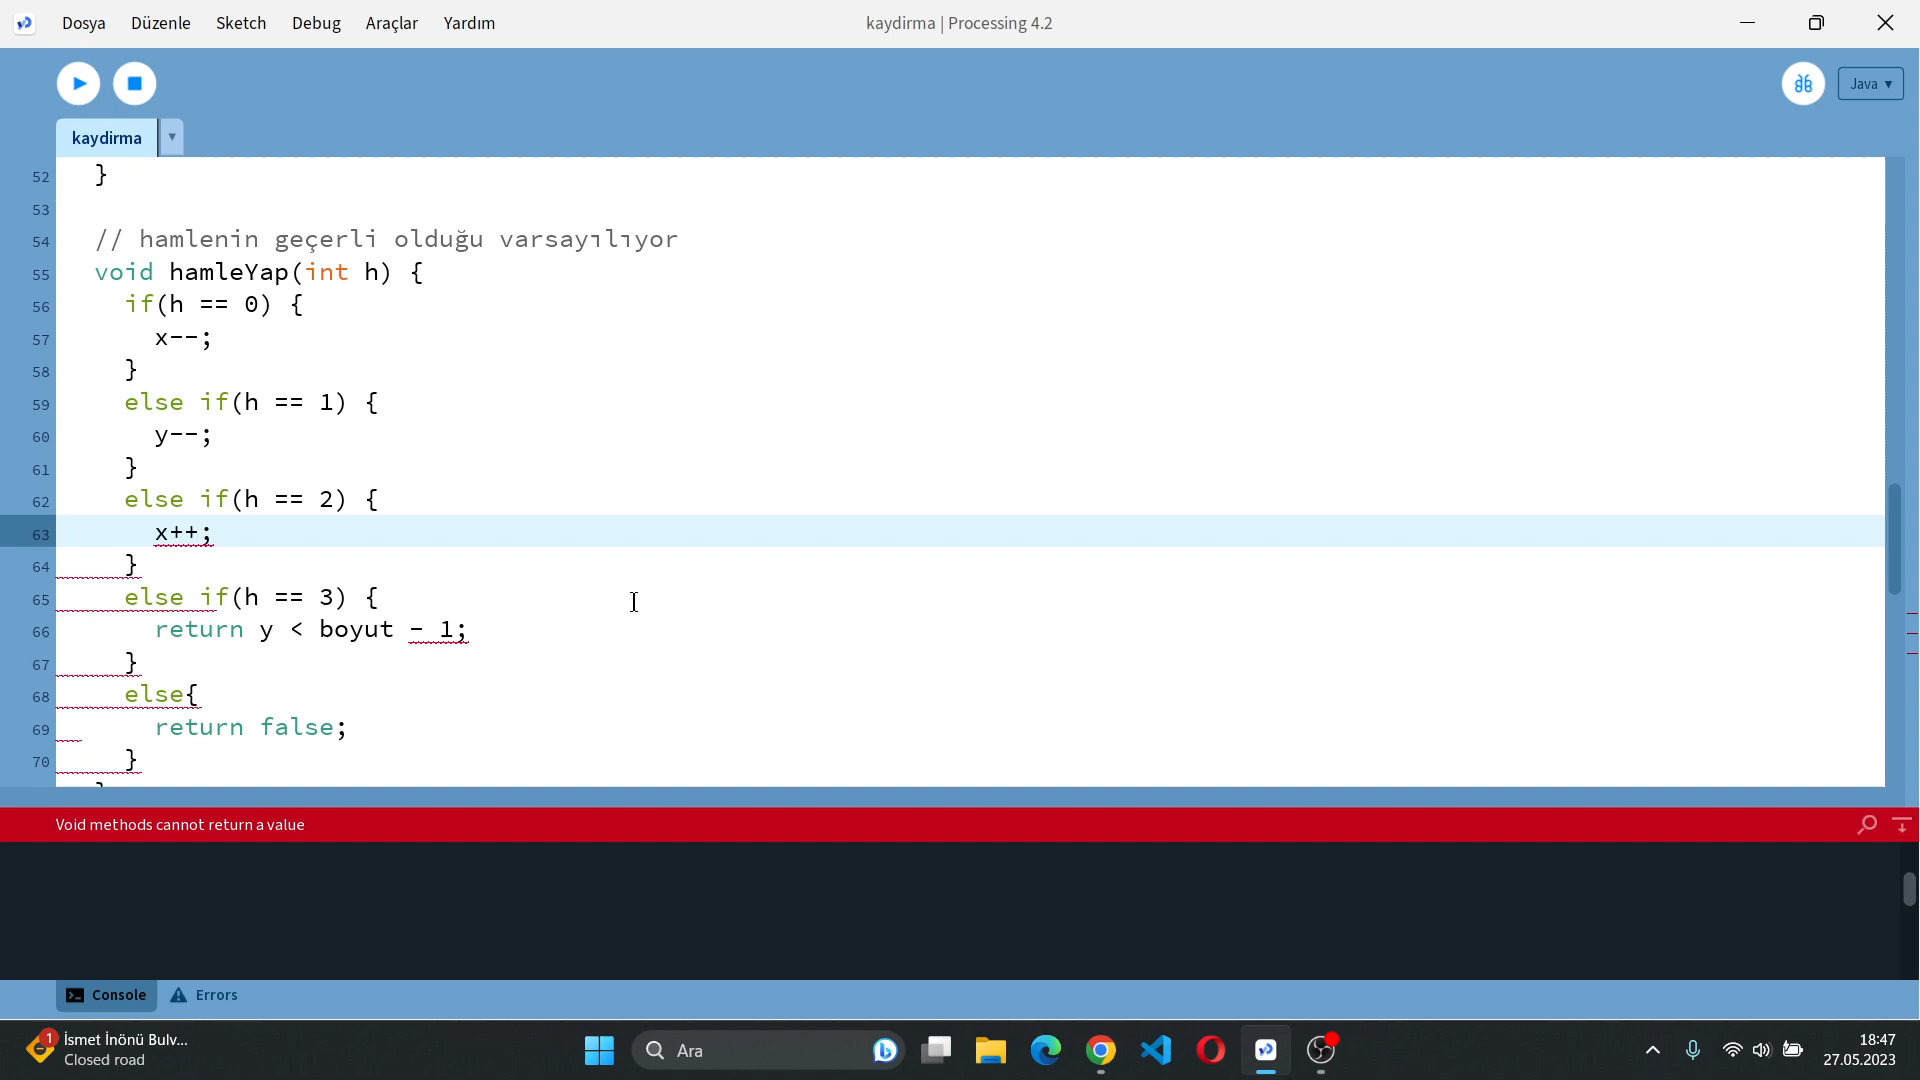 Dosya Düzenle Sketch Debug Araçlar Yardım
kaydirma | Processing 4.2
Java ▾
kaydirma
52 }
53
54 // hamlenin geçerli olduğu varsayılıyor
55 void hamleYap(int h) {
56 if(h == 0) {
57 x--;
58 }
59 else if(h == 1) {
60 y--;
61 }
62 else if(h == 2) {
63 x++;
64 }
65 else if(h == 3) {
66 return y < boyut - 1;
67 }
68 else{
69 return false;
70 }
Void methods cannot return a value
Console Errors
1
İsmet İnönü Bulv...
Closed road
Ara
18:47
27.05.2023